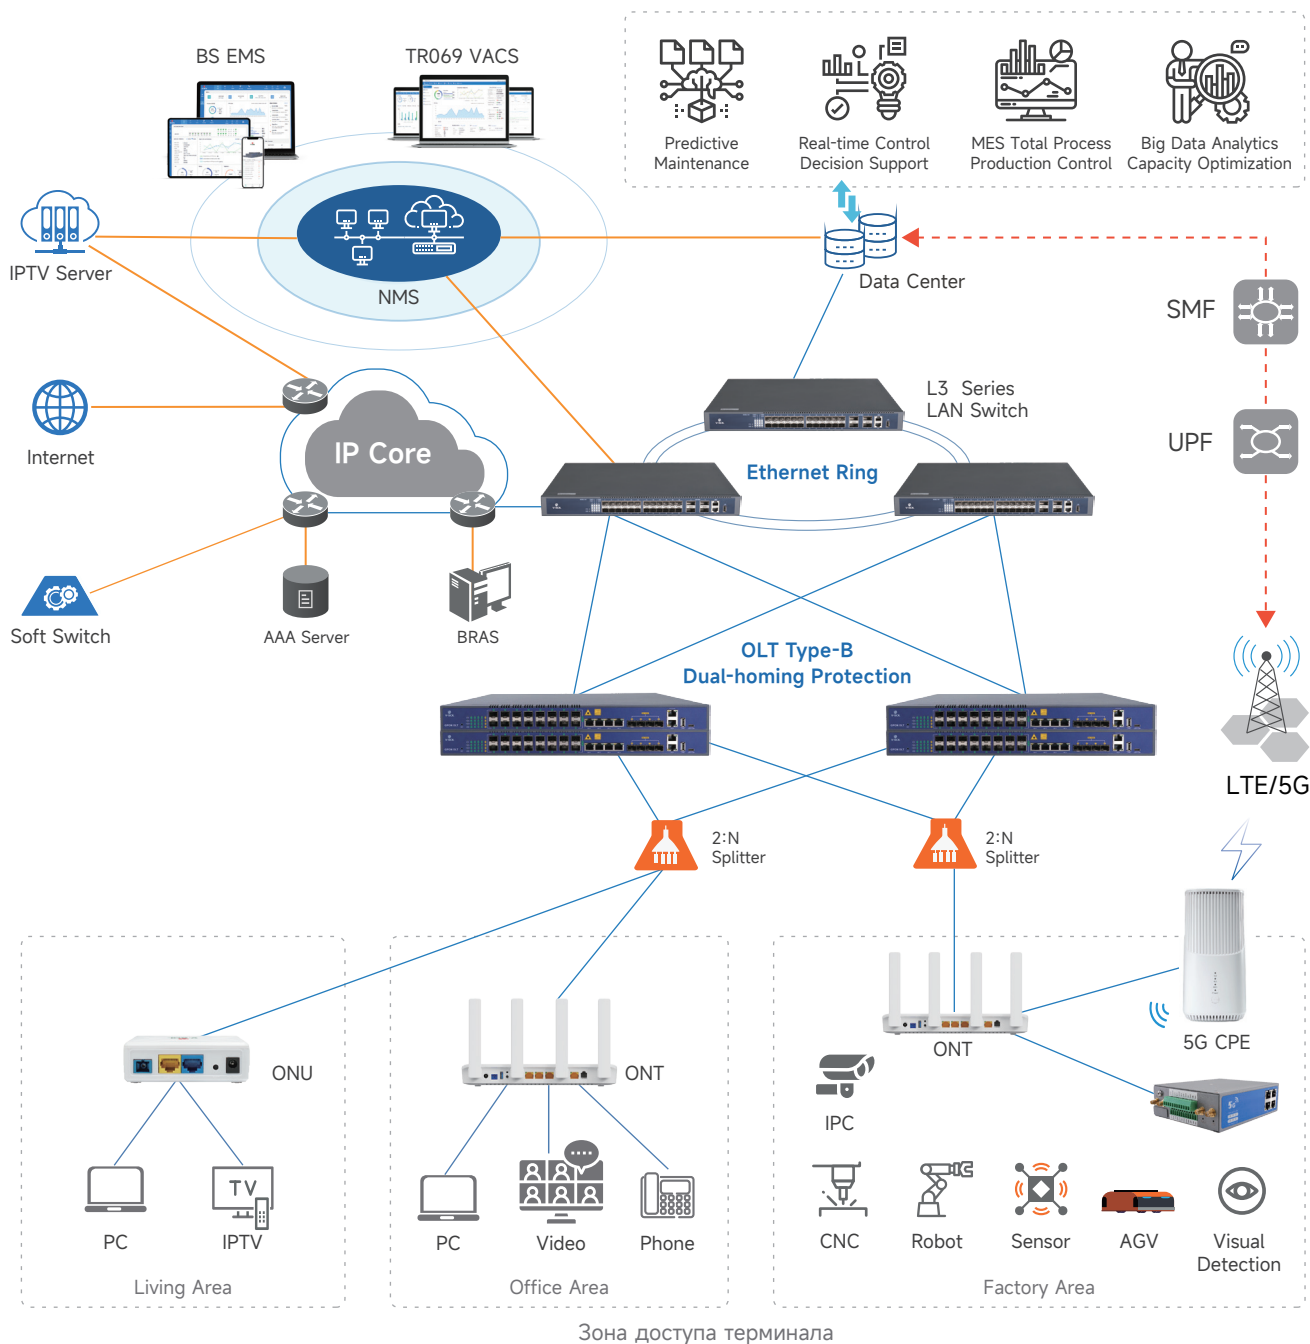 BS EMS
TR069 VACS
Predictive
Maintenance
Real-time Control
Decision Support
MES Total Process
Production Control
Big Data Analytics
Capacity Optimization
IPTV Server
NMS
Data Center
SMF
L3 Series
LAN Switch
Internet
IP Core
Ethernet Ring
UPF
Soft Switch
AAA Server
BRAS
OLT Type-B
Dual-homing Protection
LTE/5G
2:N
Splitter
2:N
Splitter
5G CPE
ONU
ONT
ONT
IPC
TV
PC
IPTV
PC
Video
Phone
CNC
Robot
Sensor
AGV
Visual
Detection
Living Area
Office Area
Factory Area
Зона доступа терминала